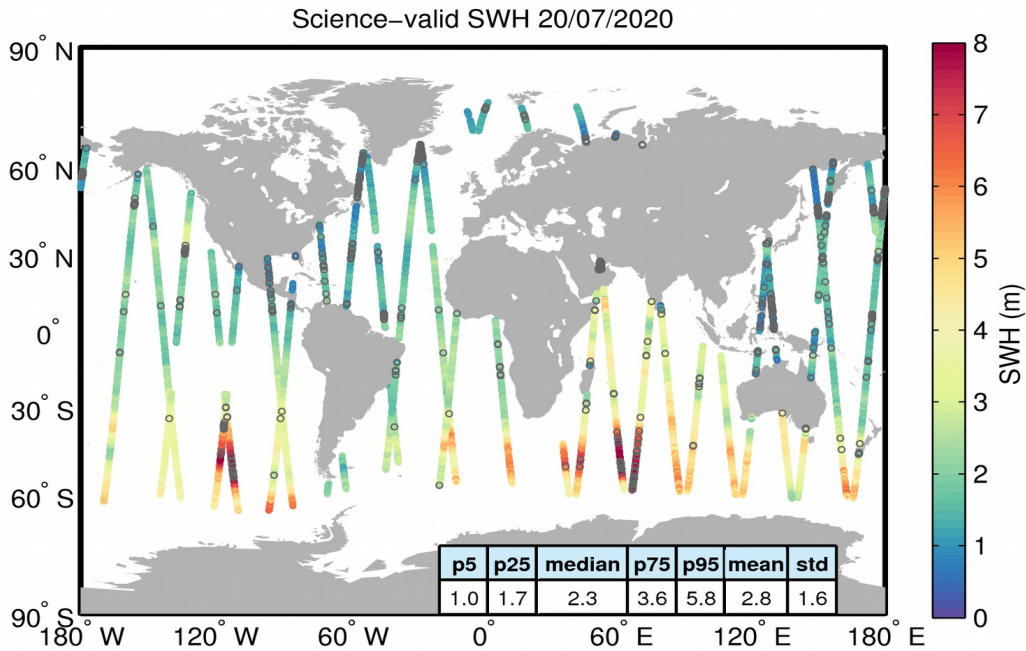 Science−valid SWH 20/07/2020
90° N
60° N
30° N
0°
30° S
60° S
90° S
180° W
120° W
60° W
0°
60° E
120° E
180° E
p5 p25 median p75 p95 mean std
1.0 1.7 2.3 3.6 5.8 2.8 1.6
8
7
6
5
4
3
2
1
0
SWH (m)